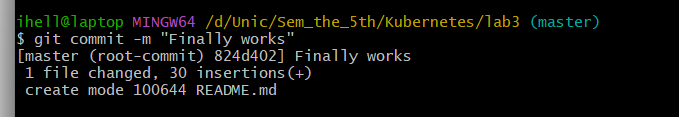 ihell@laptop MINGW64 /d/Unic/Sem_the_5th/Kubernetes/lab3 (master)
$ git commit -m "Finally works"
[master (root-commit) 824d402] Finally works
 1 file changed, 30 insertions(+)
 create mode 100644 README.md